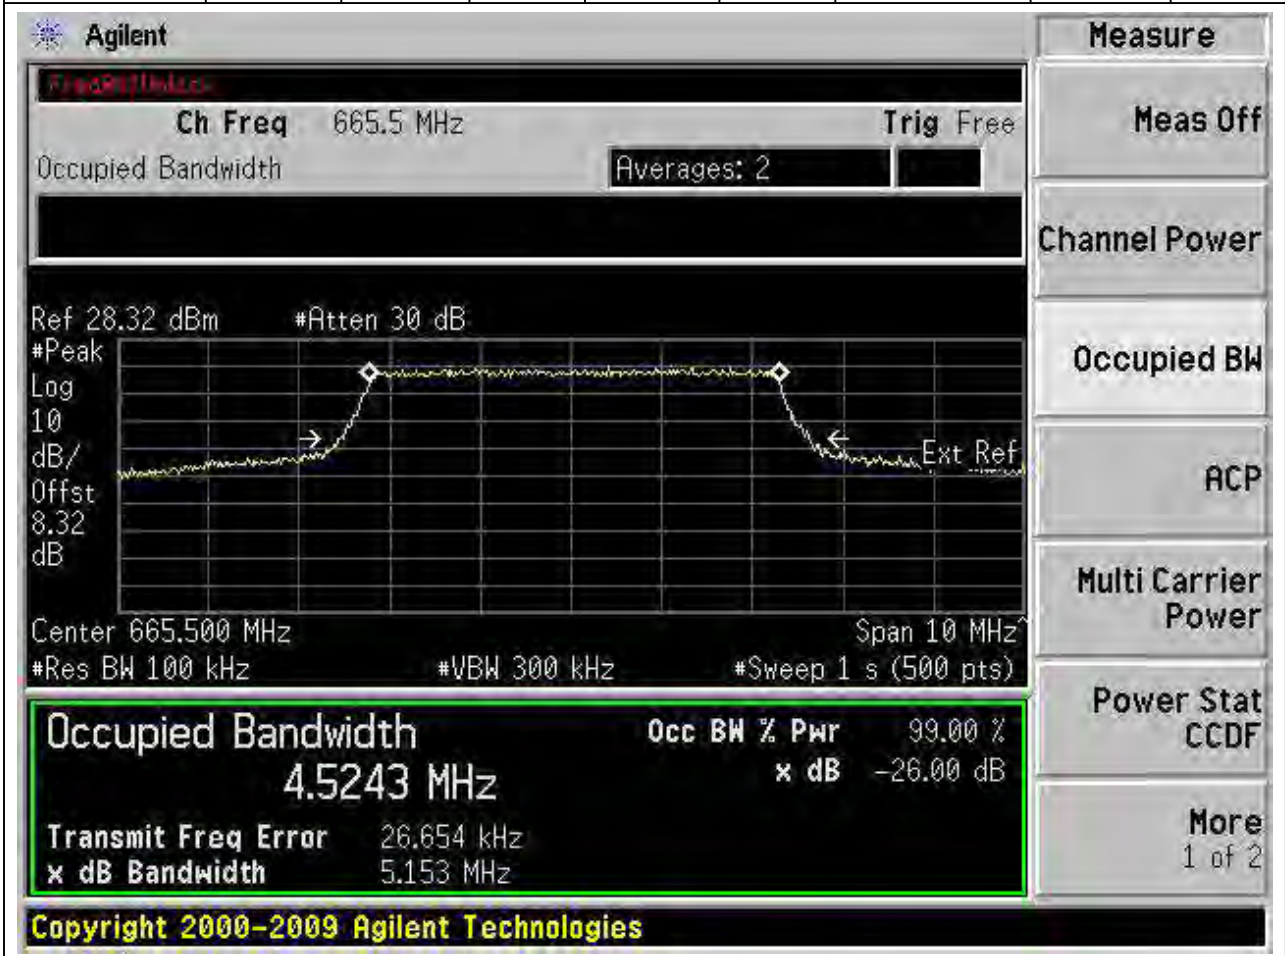 Agilent
Measure
Ch Freq 665.5 MHz Trig Free
Occupied Bandwidth Averages: 2
Ref 28.32 dBm #Atten 30 dB
#Peak
Log
10
dB/
Offst
8.32
dB
Ext Ref
Center 665.500 MHz Span 10 MHz^
#Res BW 100 kHz #VBW 300 kHz #Sweep 1 s (500 pts)
Occupied Bandwidth
4.5243 MHz
Occ BW % Pwr 99.00 %
x dB -26.00 dB
Transmit Freq Error 26.654 kHz
x dB Bandwidth 5.153 MHz
Meas Off
Channel Power
Occupied BW
ACP
Multi Carrier
Power
Power Stat
CCDF
More
1 of 2
Copyright 2000-2009 Agilent Technologies